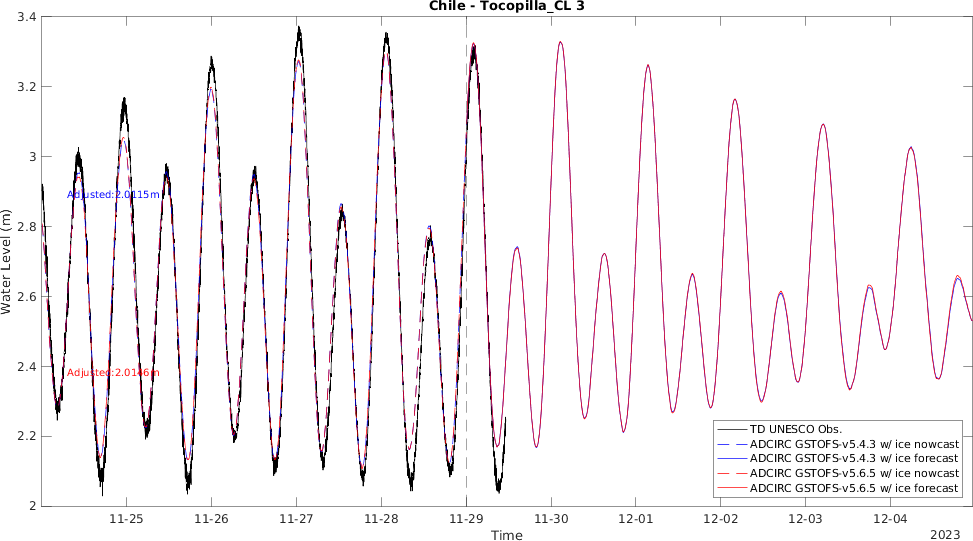 Chile - Tocopilla_CL 3
3.4
3.2
3
2.8
2.6
2.4
2.2
2
Water Level (m)
Adjusted:2.0115m
Adjusted:2.0146m
TD UNESCO Obs.
ADCIRC GSTOFS-v5.4.3 w/ ice nowcast
ADCIRC GSTOFS-v5.4.3 w/ ice forecast
ADCIRC GSTOFS-v5.6.5 w/ ice nowcast
ADCIRC GSTOFS-v5.6.5 w/ ice forecast
11-25 11-26 11-27 11-28 11-29 11-30 12-01 12-02 12-03 12-04
Time
2023